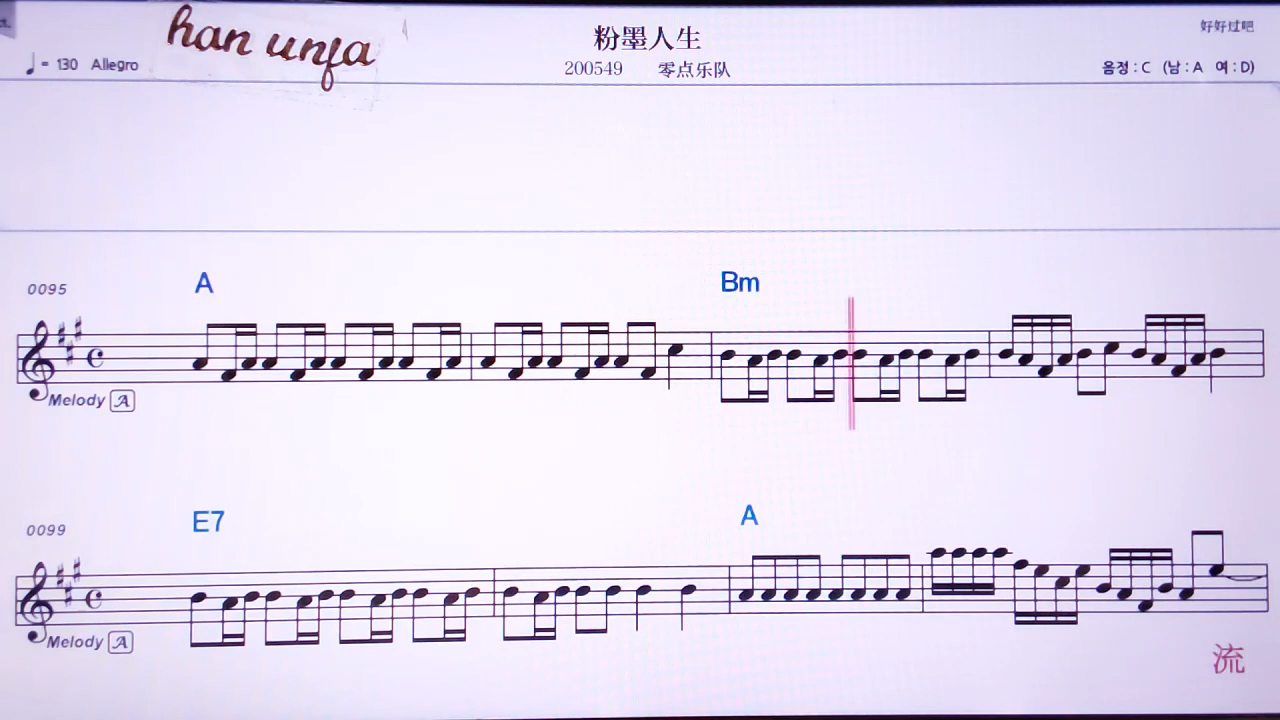 han unfa
粉墨人生
好好过吧
♩= 130 Allegro
200549 零点乐队
음정 : C (남 : A 여 : D)
A Bm
0095
Melody A
E7 A
0099
Melody A
流